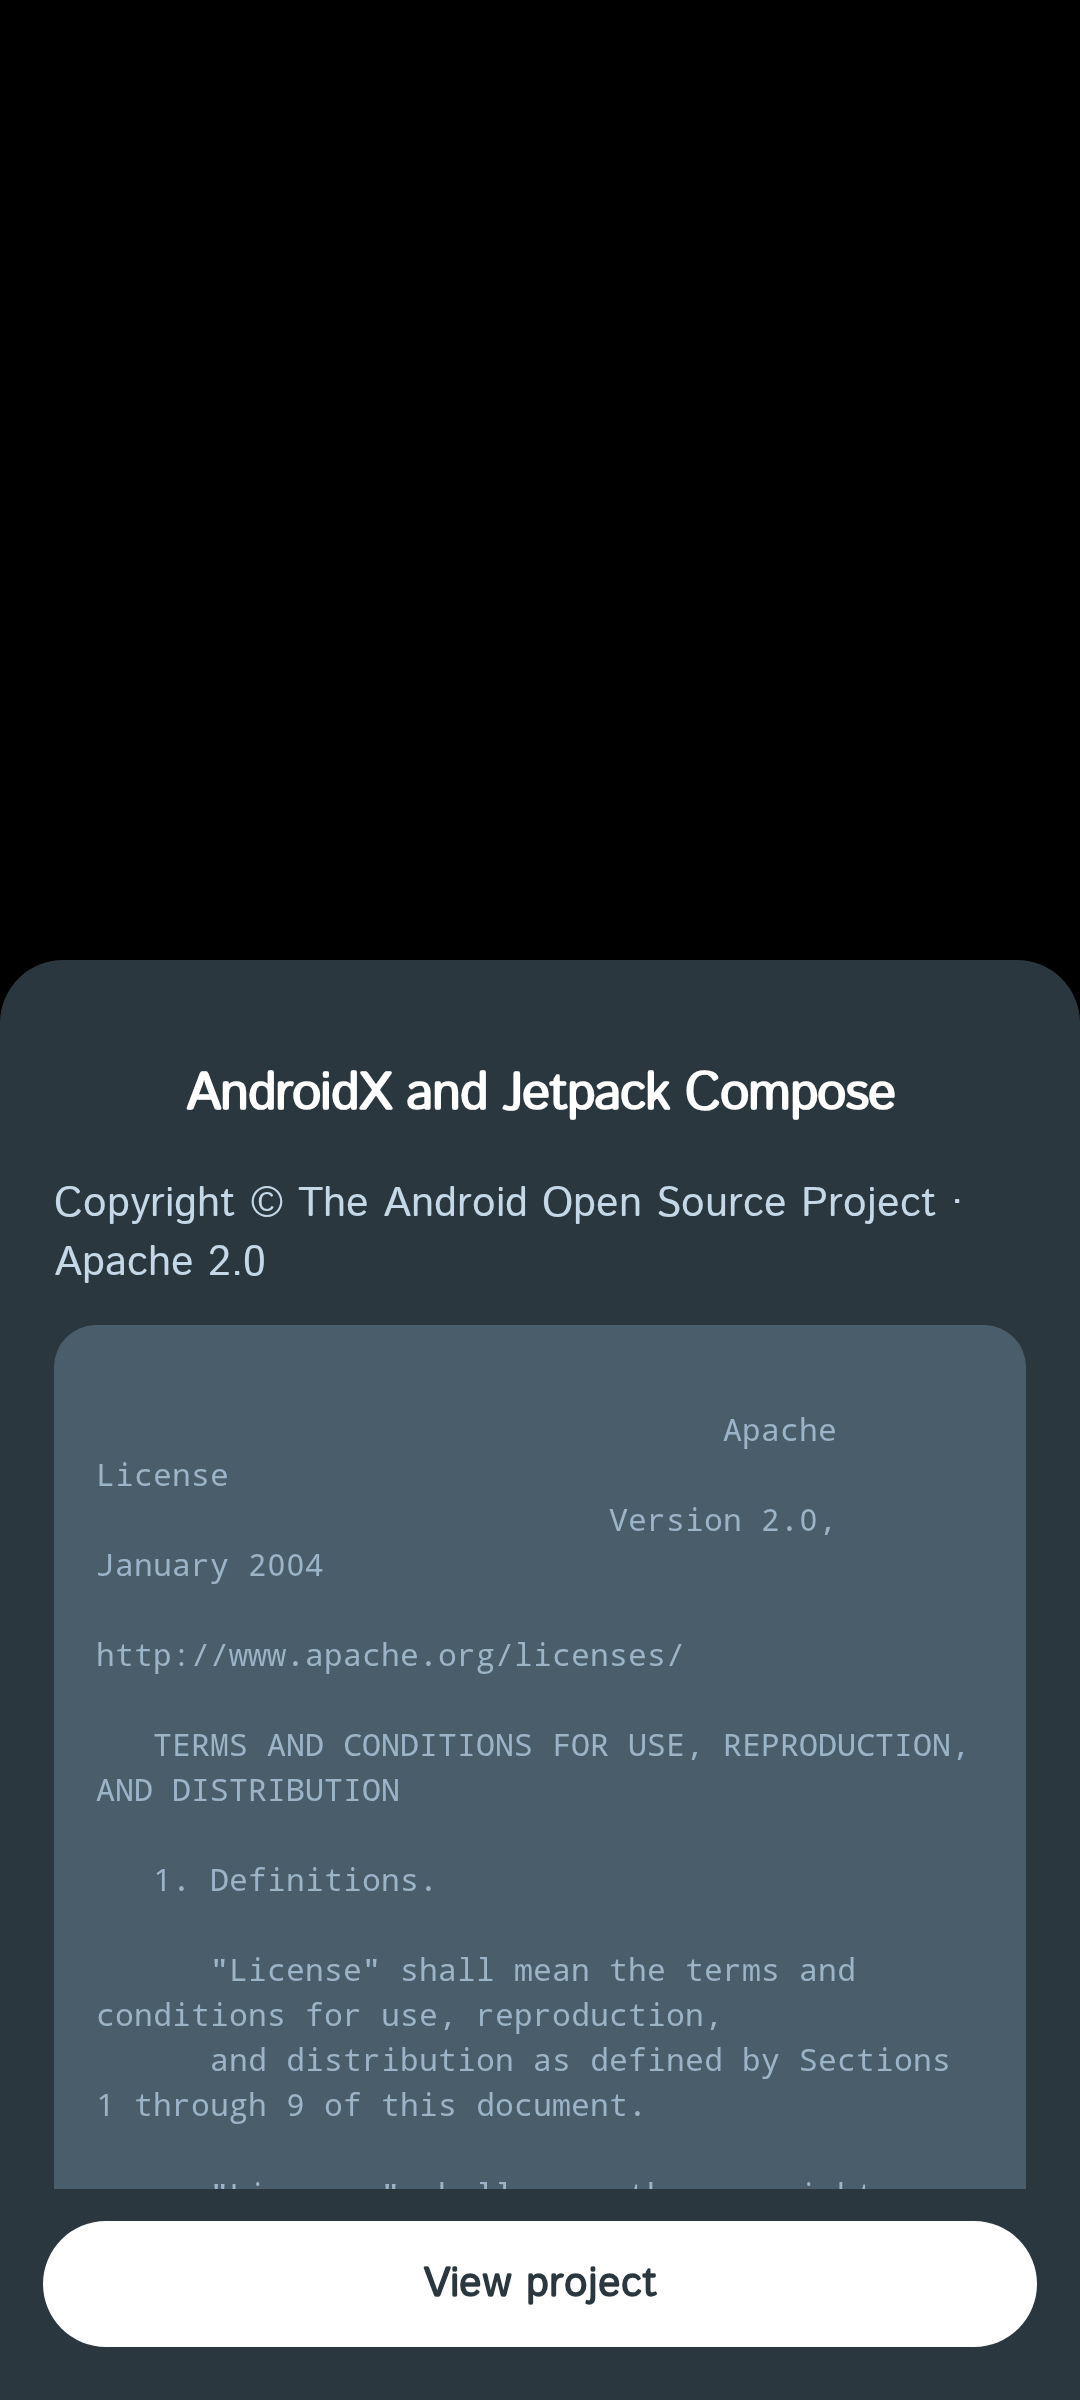 AndroidX and Jetpack Compose
Copyright © The Android Open Source Project ·
Apache 2.0
Apache
License
Version 2.0,
January 2004
http://www.apache.org/licenses/
TERMS AND CONDITIONS FOR USE, REPRODUCTION,
AND DISTRIBUTION
1. Definitions.
"License" shall mean the terms and
conditions for use, reproduction,
and distribution as defined by Sections
1 through 9 of this document.
View project